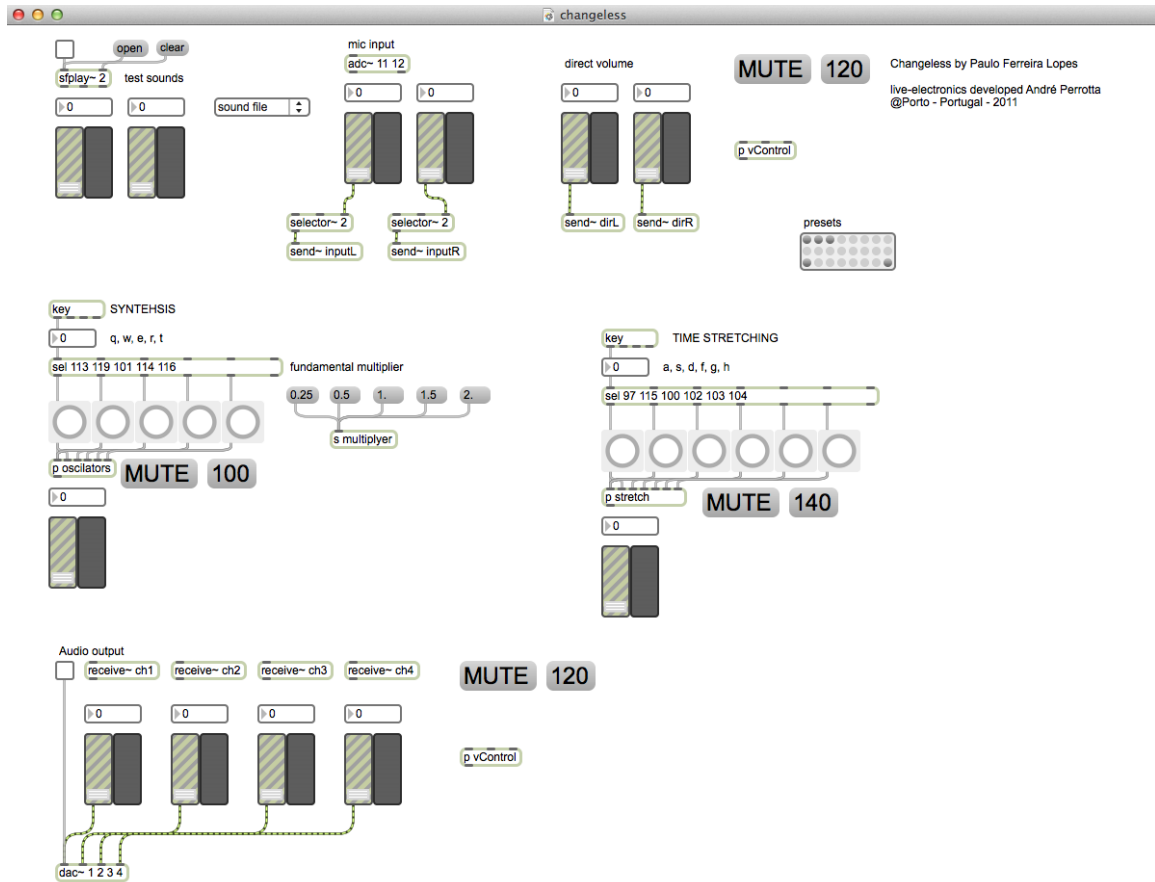 changeless
open
clear
sfplay~ 2
test sounds
0
0
sound file
mic input
adc~ 11 12
0
0
selector~ 2
selector~ 2
send~ inputL
send~ inputR
direct volume
0
0
send~ dirL
send~ dirR
MUTE
120
Changeless by Paulo Ferreira Lopes
live-electronics developed André Perrotta
@Porto - Portugal - 2011
p vControl
presets
key
SYNTEHSIS
0
q, w, e, r, t
sel 113 119 101 114 116
fundamental multiplier
0.25
0.5
1.
1.5
2.
s multiplyer
p oscilators
MUTE
100
0
key
TIME STRETCHING
0
a, s, d, f, g, h
sel 97 115 100 102 103 104
p stretch
MUTE
140
0
Audio output
receive~ ch1
receive~ ch2
receive~ ch3
receive~ ch4
0
0
0
0
MUTE
120
p vControl
dac~ 1 2 3 4